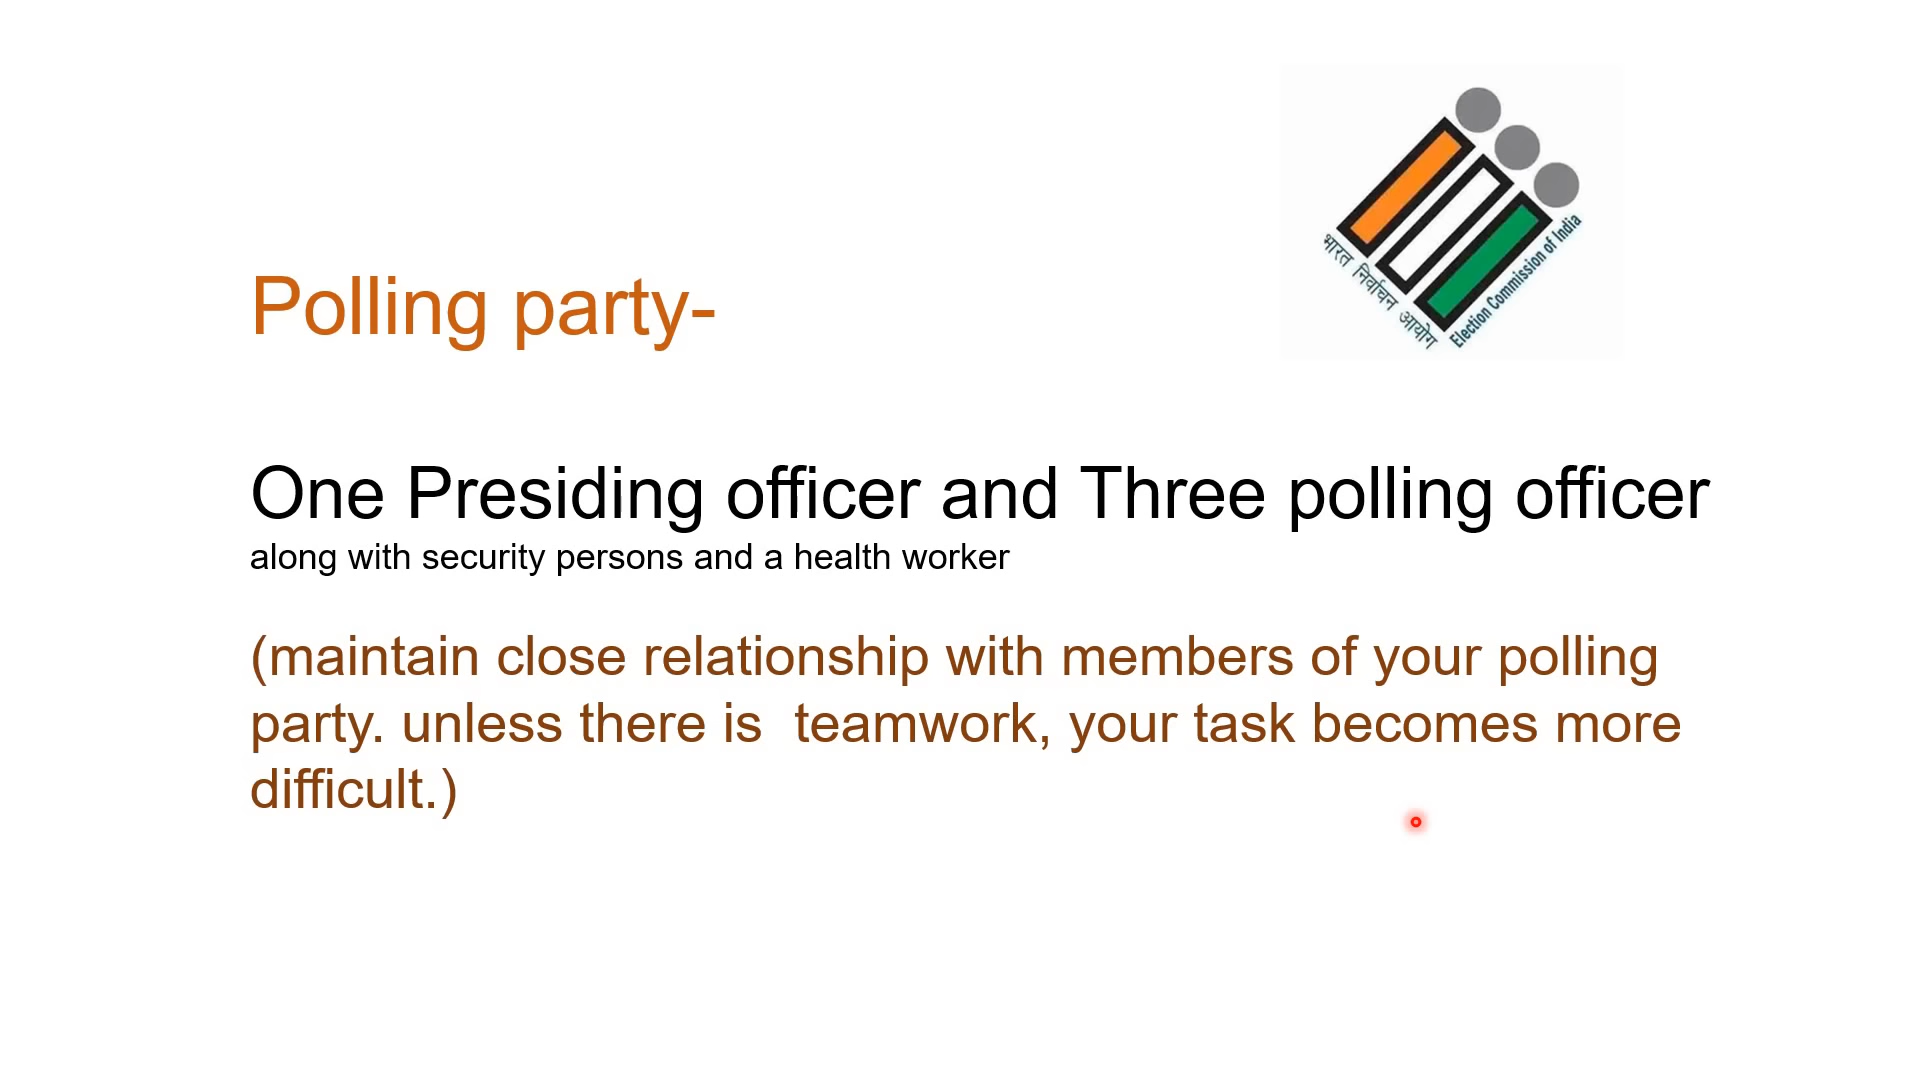 भारत निर्वाचन आयोग
Election Commission of India
Polling party-
One Presiding officer and Three polling officer
along with security persons and a health worker
(maintain close relationship with members of your polling
party. unless there is  teamwork, your task becomes more
difficult.)